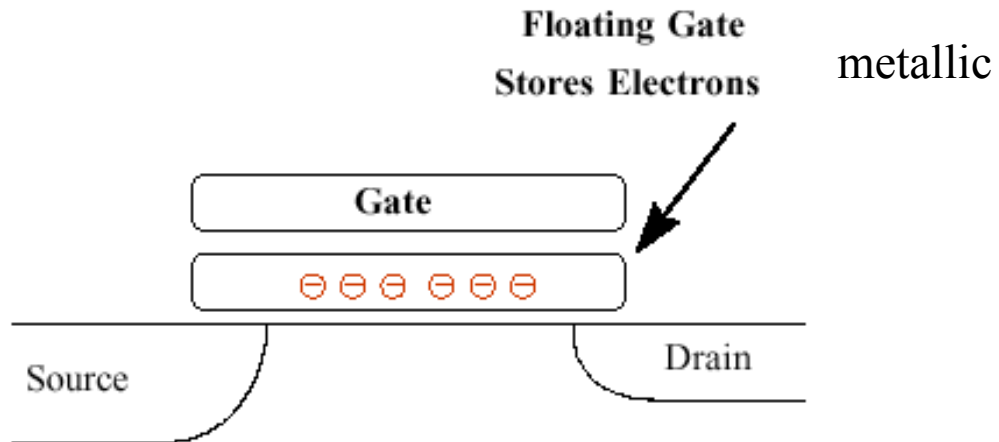 Floating Gate
Stores Electrons
metallic
Gate
Source
Drain